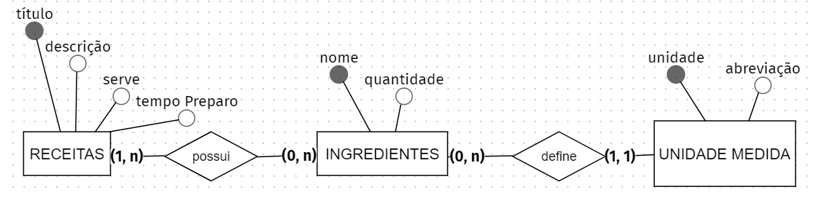 título
descrição
serve
tempo Preparo
RECEITAS
(1, n)
possui
(0, n)
nome
quantidade
INGREDIENTES
(0, n)
define
(1, 1)
unidade
abreviação
UNIDADE MEDIDA